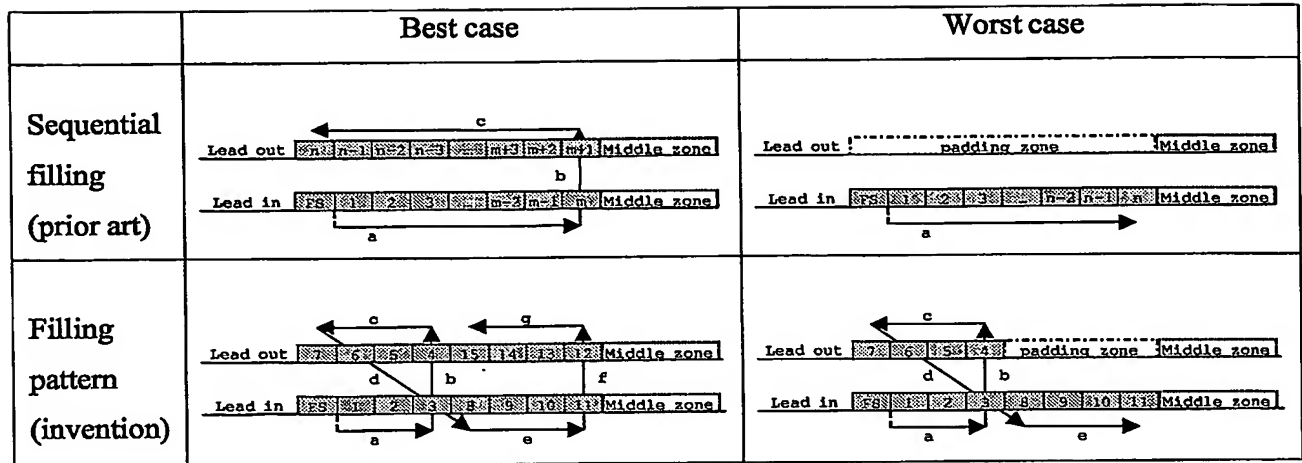 Best case
Worst case
Sequential filling (prior art)
c
Lead out n n-1 n-2 n-3 ... m+3 m+2 m+1 Middle zone
b
Lead in FS 1 2 3 ... m-2 m-1 m Middle zone
a
Lead out padding zone Middle zone
Lead in FS 1 2 3 ... n-2 n-1 n Middle zone
a
Filling pattern (invention)
c g
Lead out 7 6 5 4 15 14 13 12 Middle zone
d b f
Lead in FS 1 2 3 8 9 10 11 Middle zone
a e
c
Lead out 7 6 5 4 padding zone Middle zone
d b
Lead in FS 1 2 3 8 9 10 11 Middle zone
a e